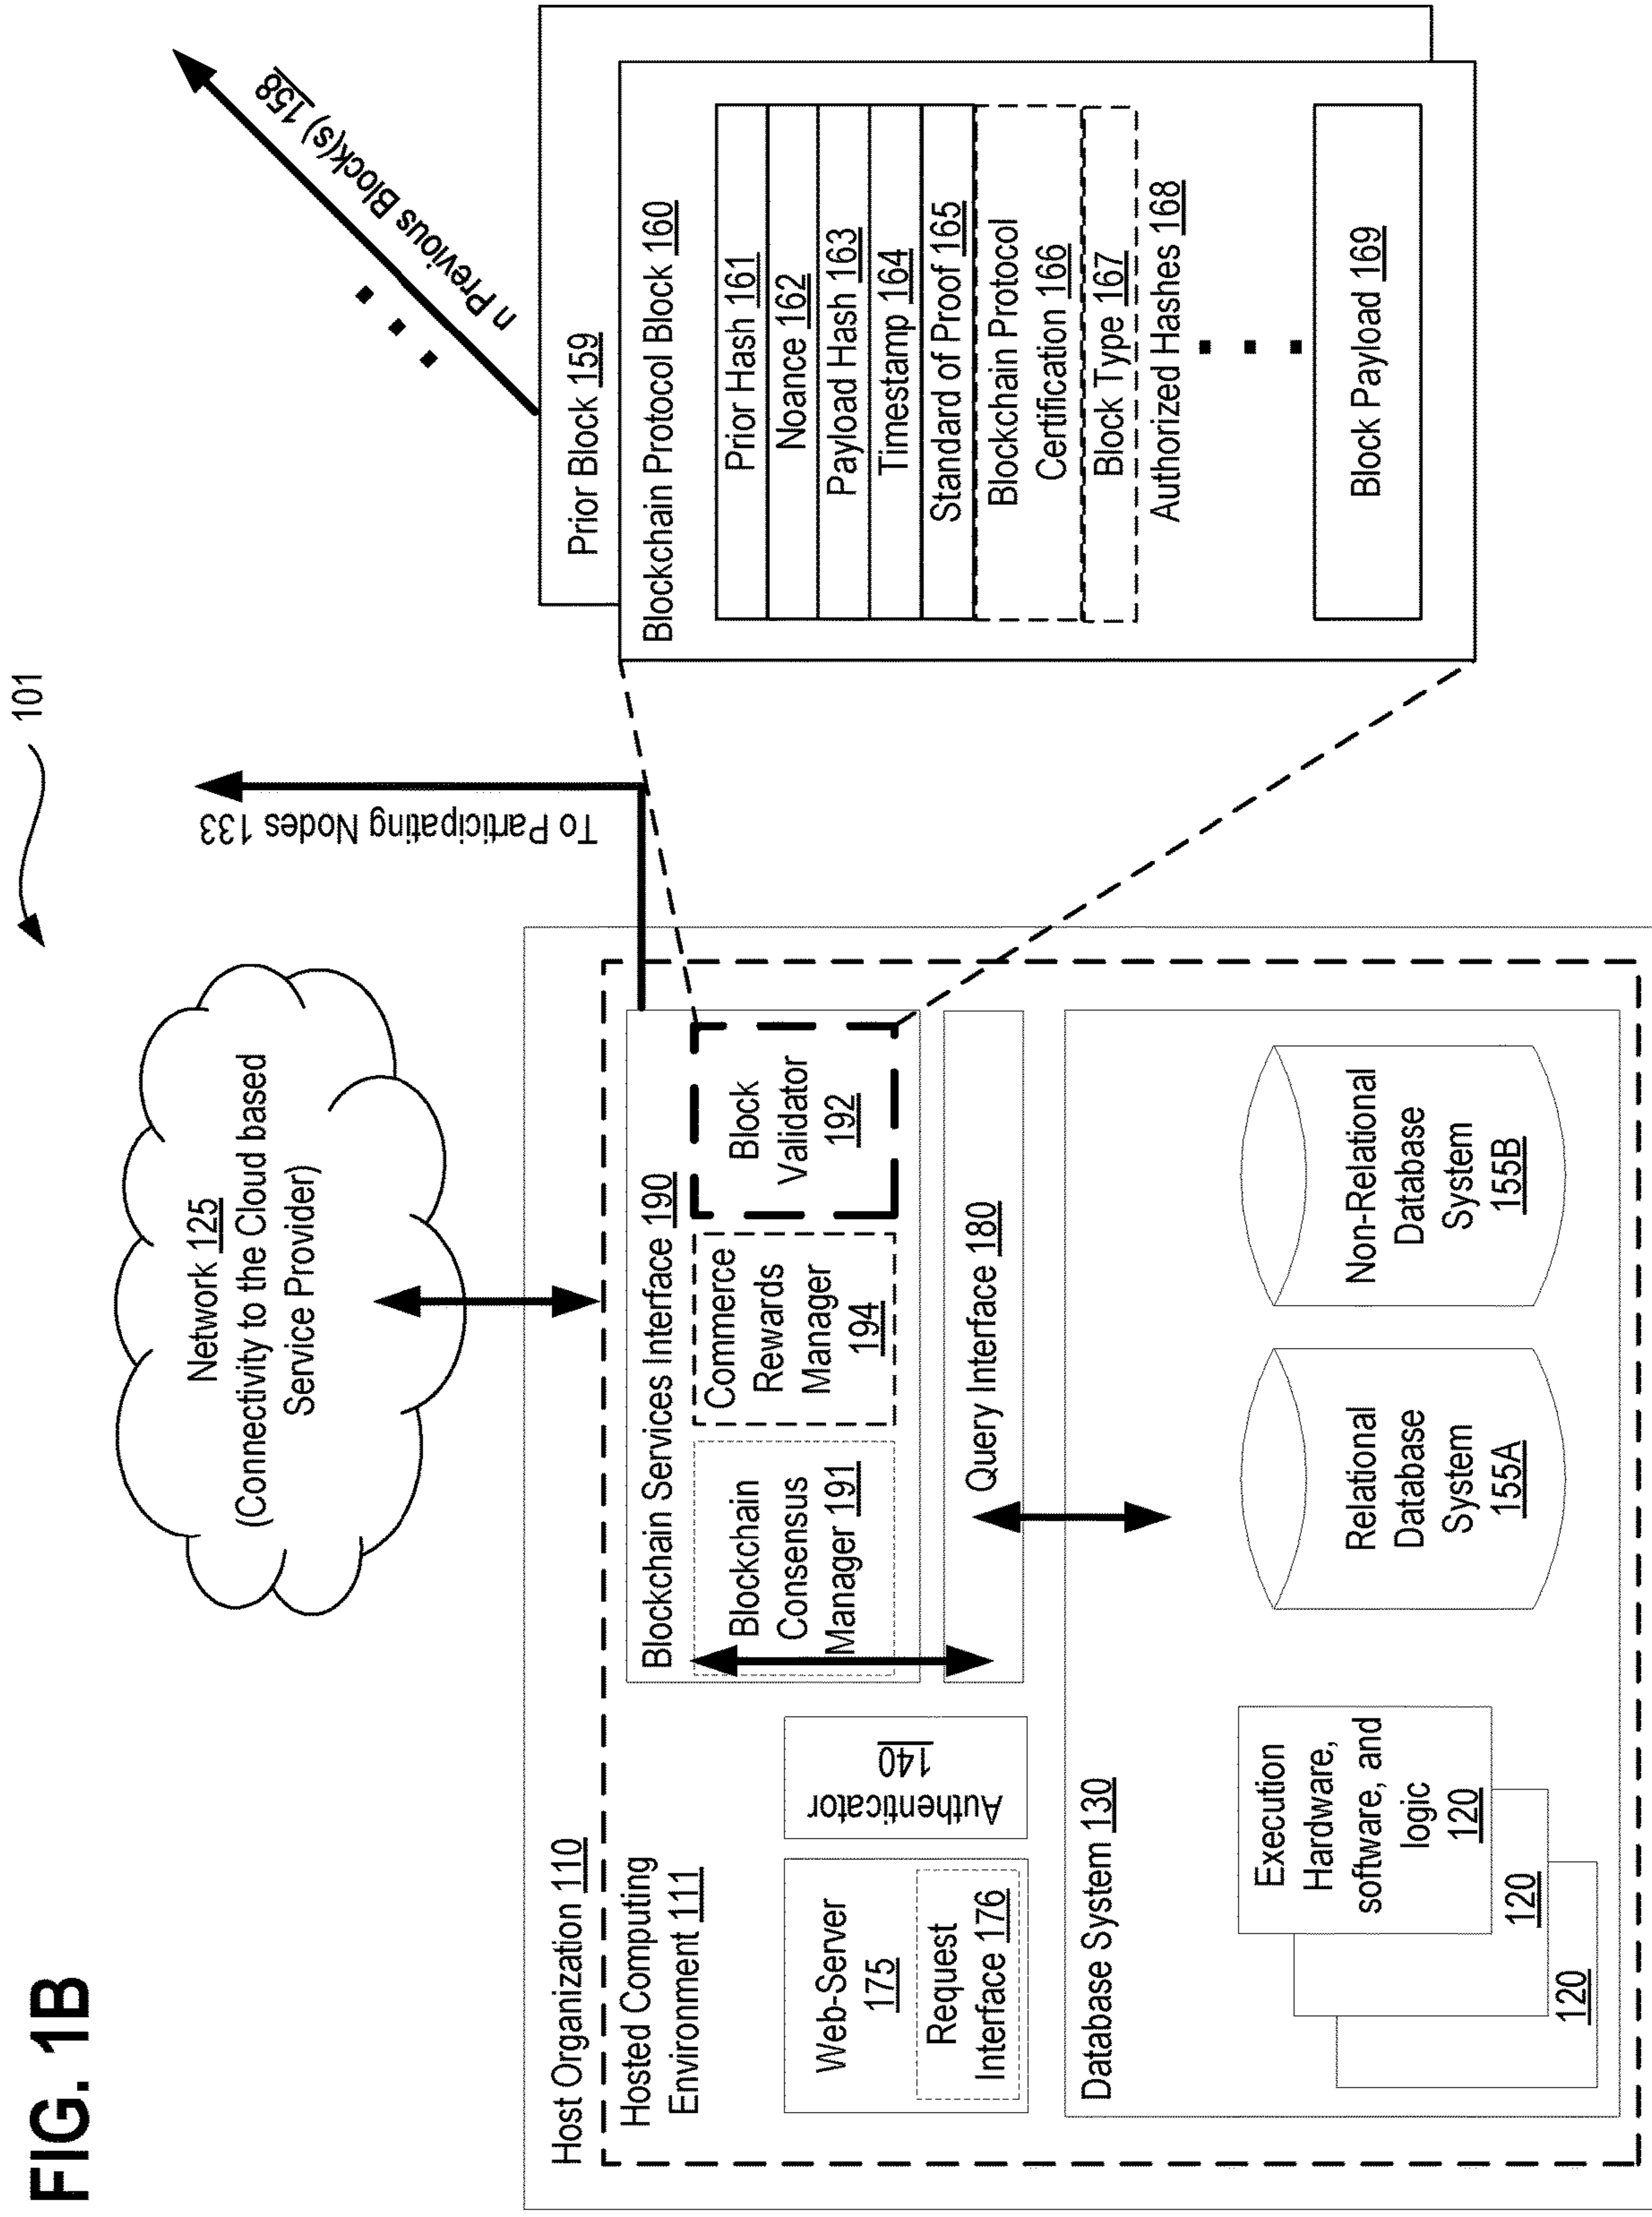 FIG. 1B
101
Network 125
(Connectivity to the Cloud based
Service Provider)
To Participating Nodes 133
n Previous Block(s) 158
Host Organization 110
Hosted Computing
Environment 111
Web-Server
175
Request
Interface 176
Authenticator
140
Blockchain Services Interface 190
Blockchain
Consensus
Manager 191
Commerce
Rewards
Manager
194
Block
Validator
192
Query Interface 180
Database System 130
Execution
Hardware,
software, and
logic
120
120
120
Relational
Database
System
155A
Non-Relational
Database
System
155B
Prior Block 159
Blockchain Protocol Block 160
Prior Hash 161
Noance 162
Payload Hash 163
Timestamp 164
Standard of Proof 165
Blockchain Protocol
Certification 166
Block Type 167
Authorized Hashes 168
Block Payload 169